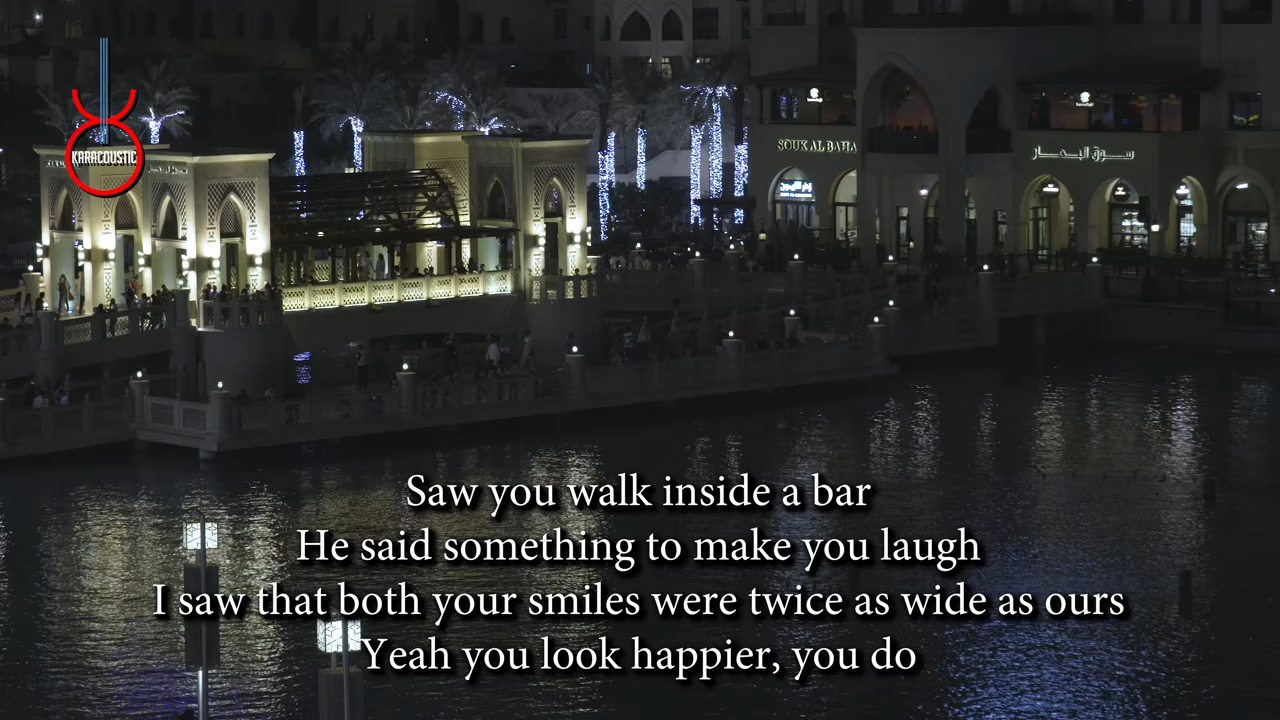 KARACOUSTIC
SOUK AL BAHA
سوق البحار
Saw you walk inside a bar
He said something to make you laugh
I saw that both your smiles were twice as wide as ours
Yeah you look happier, you do